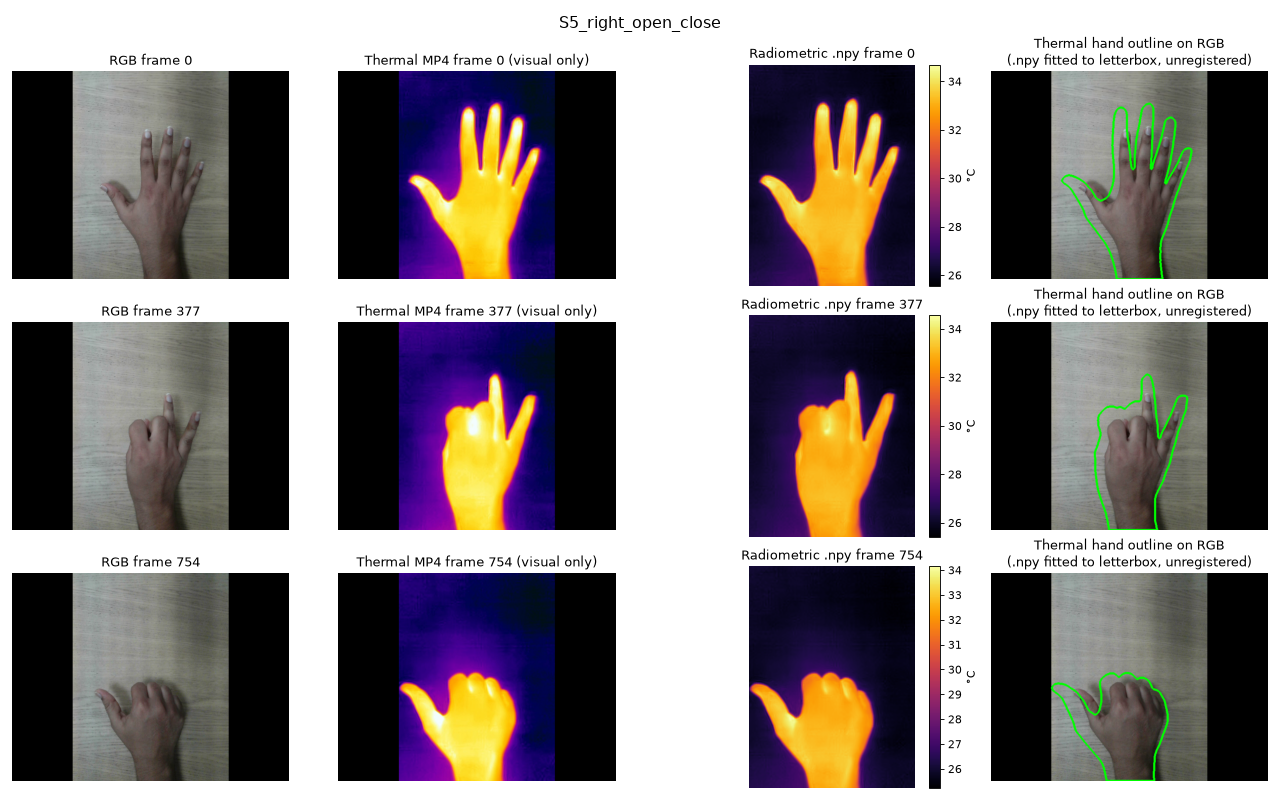 S5_right_open_close
RGB frame 0
Thermal MP4 frame 0 (visual only)
Radiometric .npy frame 0
Thermal hand outline on RGB
(.npy fitted to letterbox, unregistered)
34
32
30
28
26
°C
RGB frame 377
Thermal MP4 frame 377 (visual only)
Radiometric .npy frame 377
Thermal hand outline on RGB
(.npy fitted to letterbox, unregistered)
34
32
30
28
26
°C
RGB frame 754
Thermal MP4 frame 754 (visual only)
Radiometric .npy frame 754
Thermal hand outline on RGB
(.npy fitted to letterbox, unregistered)
34
33
32
31
30
29
28
27
26
°C